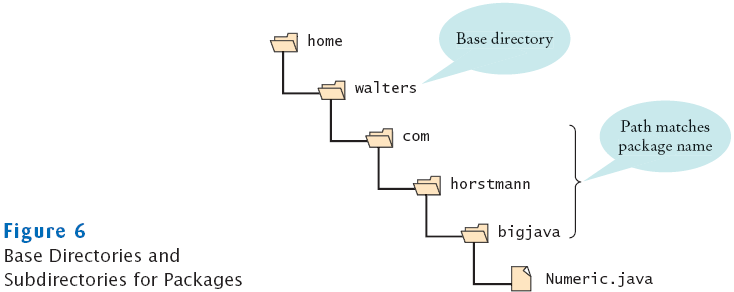 home
Base directory
walters
com
Path matches
package name
horstmann
bigjava
Numeric.java
Figure 6
Base Directories and
Subdirectories for Packages